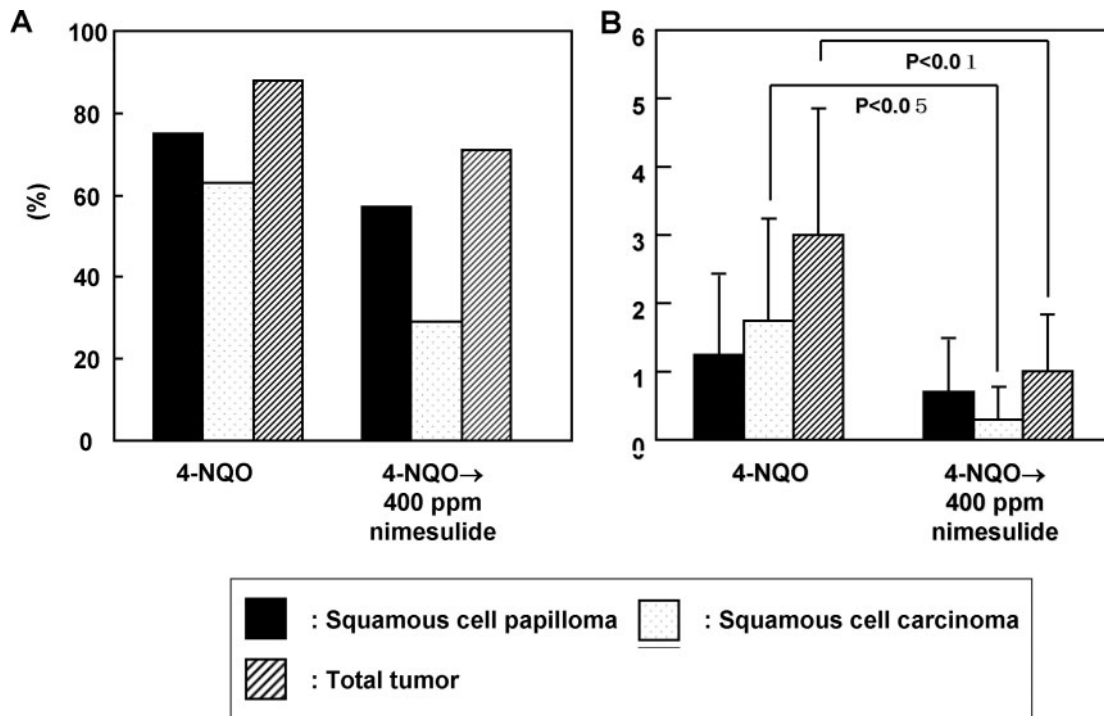 A
100
80
60
40
20
0
(%)
4-NQO
4-NQO→
400 ppm
nimesulide
B
6
5
4
3
2
1
0
P<0.01
P<0.05
4-NQO
4-NQO→
400 ppm
nimesulide
: Squamous cell papilloma
: Squamous cell carcinoma
: Total tumor